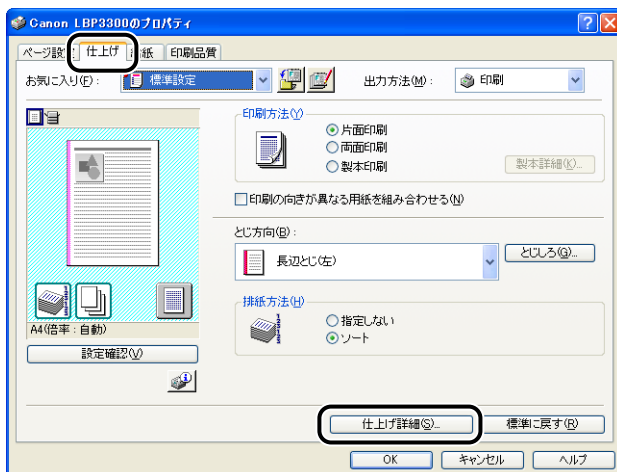 Canon LBP3300のプロパティ
ページ設定 仕上げ 給紙 印刷品質
お気に入り(F): 標準設定 出力方法(M): 印刷
印刷方法(Y)
片面印刷
両面印刷
製本印刷
製本詳細(K)...
印刷の向きが異なる用紙を組み合わせる(N)
とじ方向(B):
長辺とじ(左)
とじしろ(G)...
排紙方法(H)
指定しない
ソート
A4(倍率:自動)
設定確認(V)
仕上げ詳細(S)... 標準に戻す(R)
OK キャンセル ヘルプ